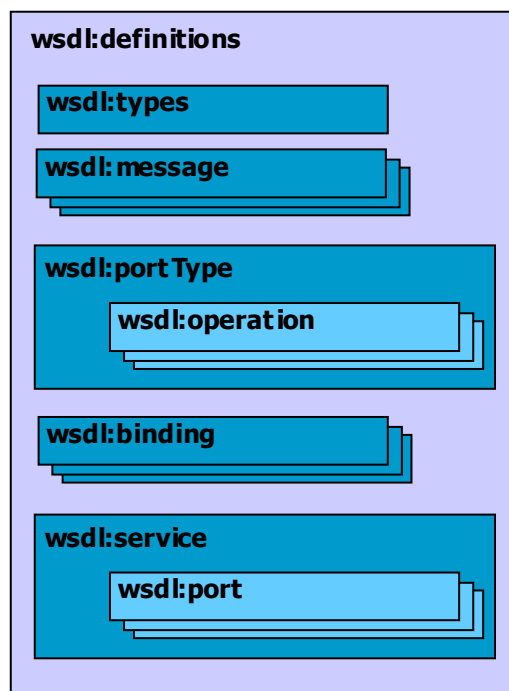 wsdl:definitions
wsdl:types
wsdl:message
wsdl:portType
wsdl:operation
wsdl:binding
wsdl:service
wsdl:port